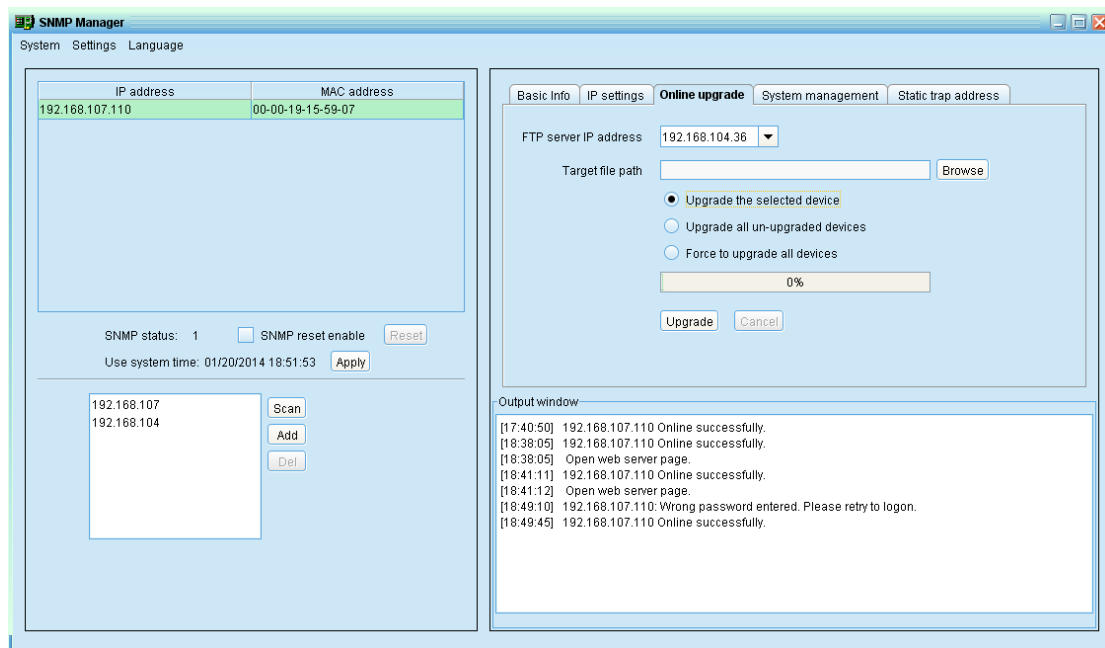 SNMP Manager
System Settings Language
IP address MAC address
192.168.107.110 00-00-19-15-59-07
SNMP status: 1 SNMP reset enable Reset
Use system time: 01/20/2014 18:51:53 Apply
192.168.107
192.168.104
Scan
Add
Del
Basic Info IP settings Online upgrade System management Static trap address
FTP server IP address 192.168.104.36
Target file path Browse
Upgrade the selected device
Upgrade all un-upgraded devices
Force to upgrade all devices
0%
Upgrade Cancel
Output window
[17:40:50] 192.168.107.110 Online successfully.
[18:38:05] 192.168.107.110 Online successfully.
[18:38:05] Open web server page.
[18:41:11] 192.168.107.110 Online successfully.
[18:41:12] Open web server page.
[18:49:10] 192.168.107.110: Wrong password entered. Please retry to logon.
[18:49:45] 192.168.107.110 Online successfully.